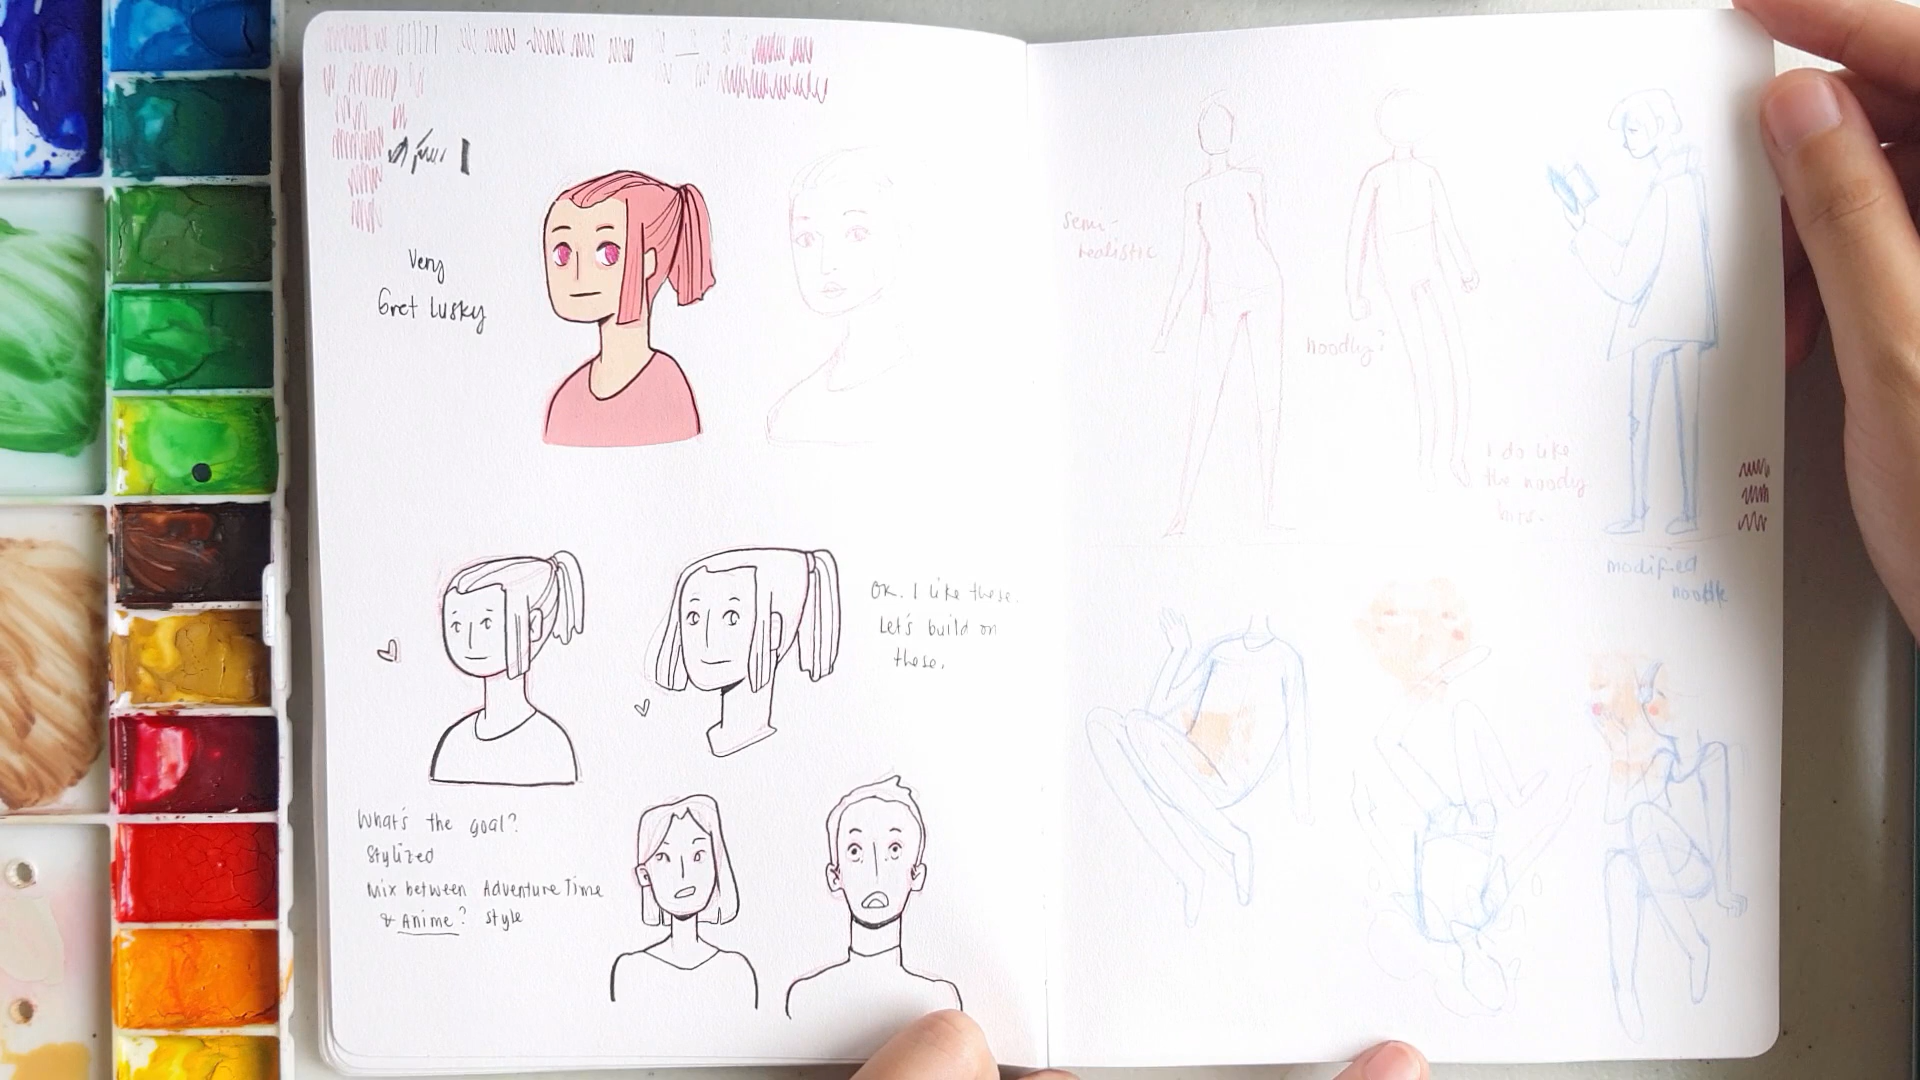 Very
Gret Lusky
OK. I like these.
Let's build on
these.
What's the goal?
Stylized
Mix between Adventure Time
& Anime? style
semi-
realistic
noodly?
I do like
the noody
bits.
modified
noodle